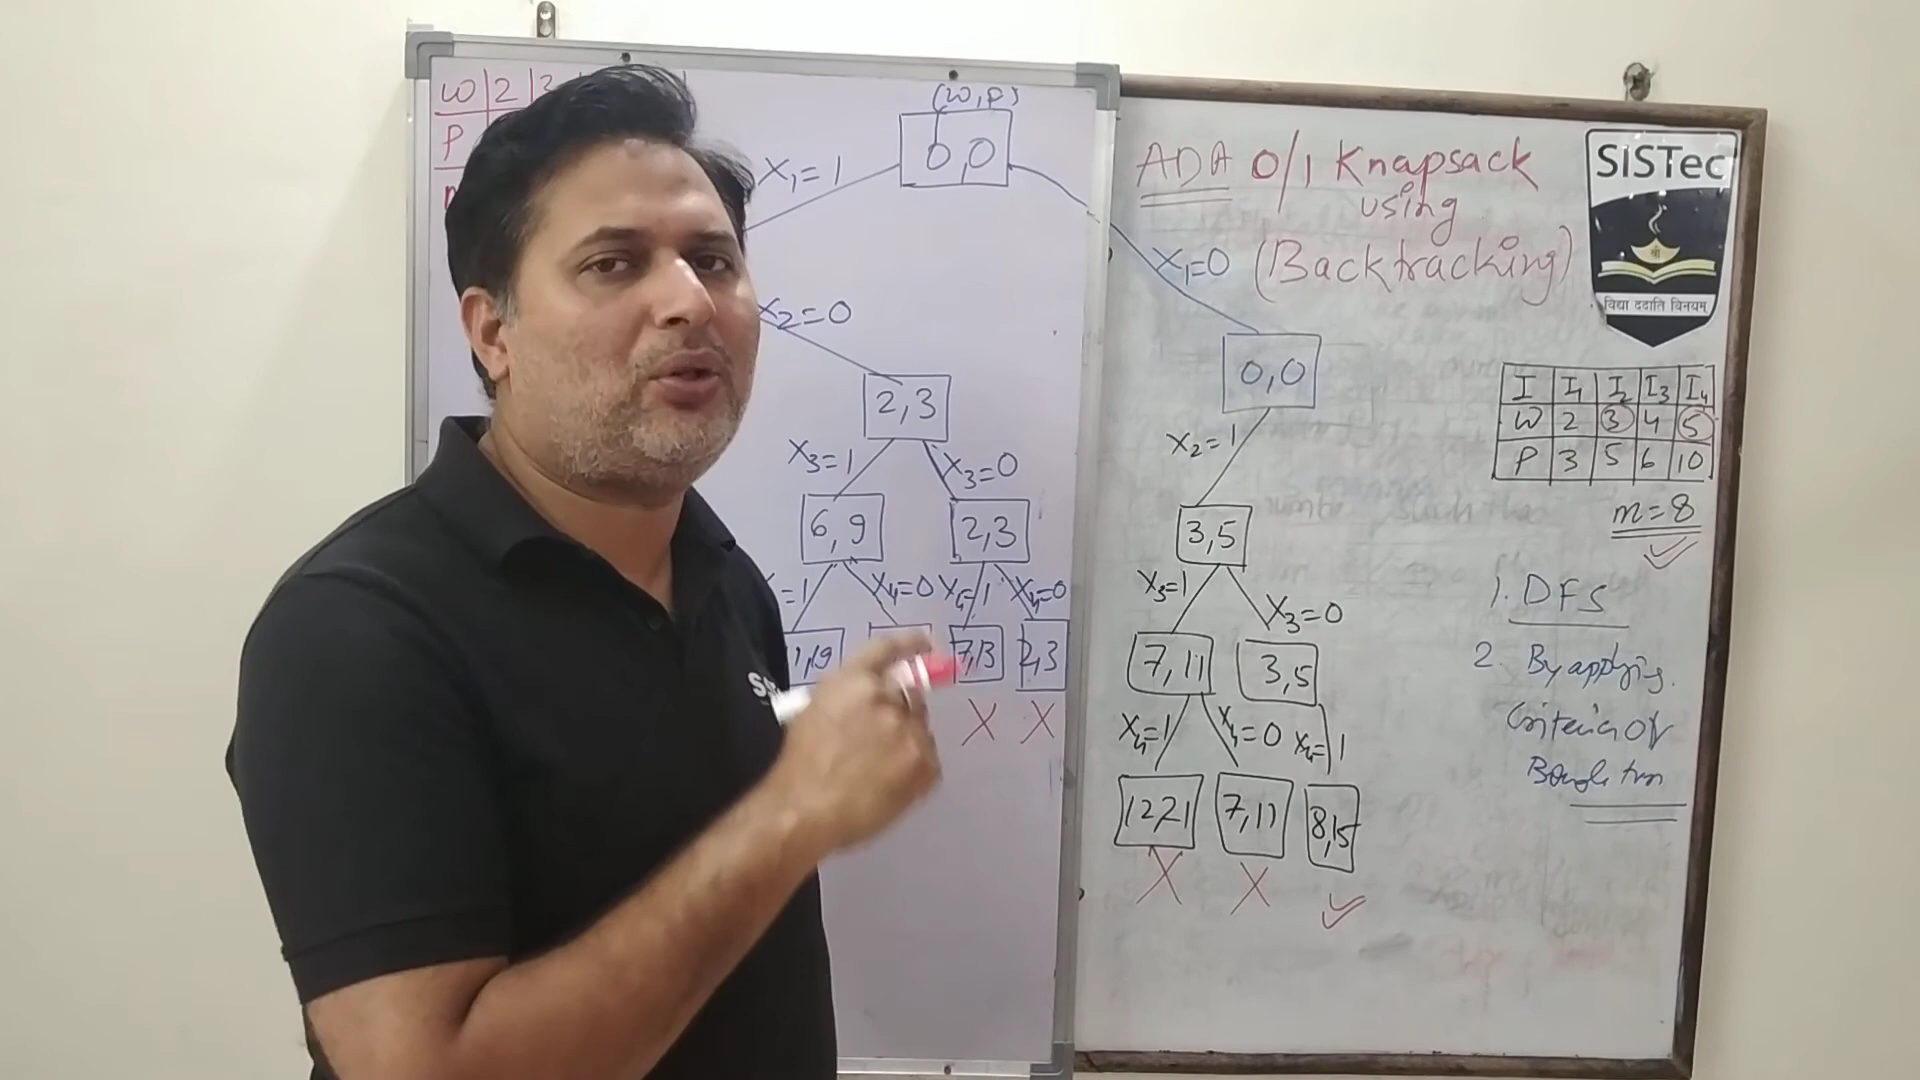 W 2 3
P
(W,P)
0,0
X1=1
X2=0
2,3
X3=1
X3=0
6,9
2,3
=1
X4=0
X4=1
X4=0
1,19
7,13
2,3
X X
ADA 0/1 Knapsack
using
(Backtracking)
X1=0
0,0
X2=1
3,5
X3=1
X3=0
7,11
3,5
X4=1
X4=0
X4=1
12,21
7,11
8,15
X X ✓
SISTec
श्री
विद्या ददाति विनयम्
I I1 I2 I3 I4
W 2 3 4 5
P 3 5 6 10
m=8
✓
1. DFS
2. By applying
Criteria of